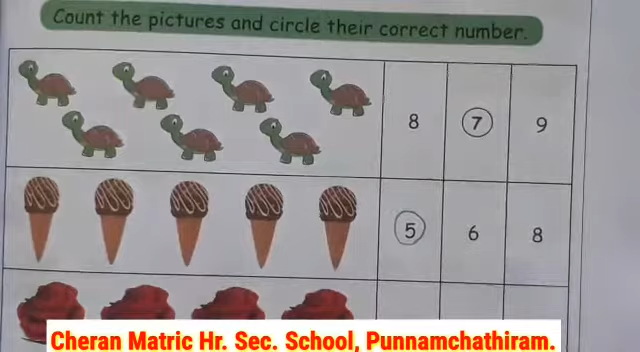 Count the pictures and circle their correct number.
8 7 9
5 6 8
Cheran Matric Hr. Sec. School, Punnamchathiram.